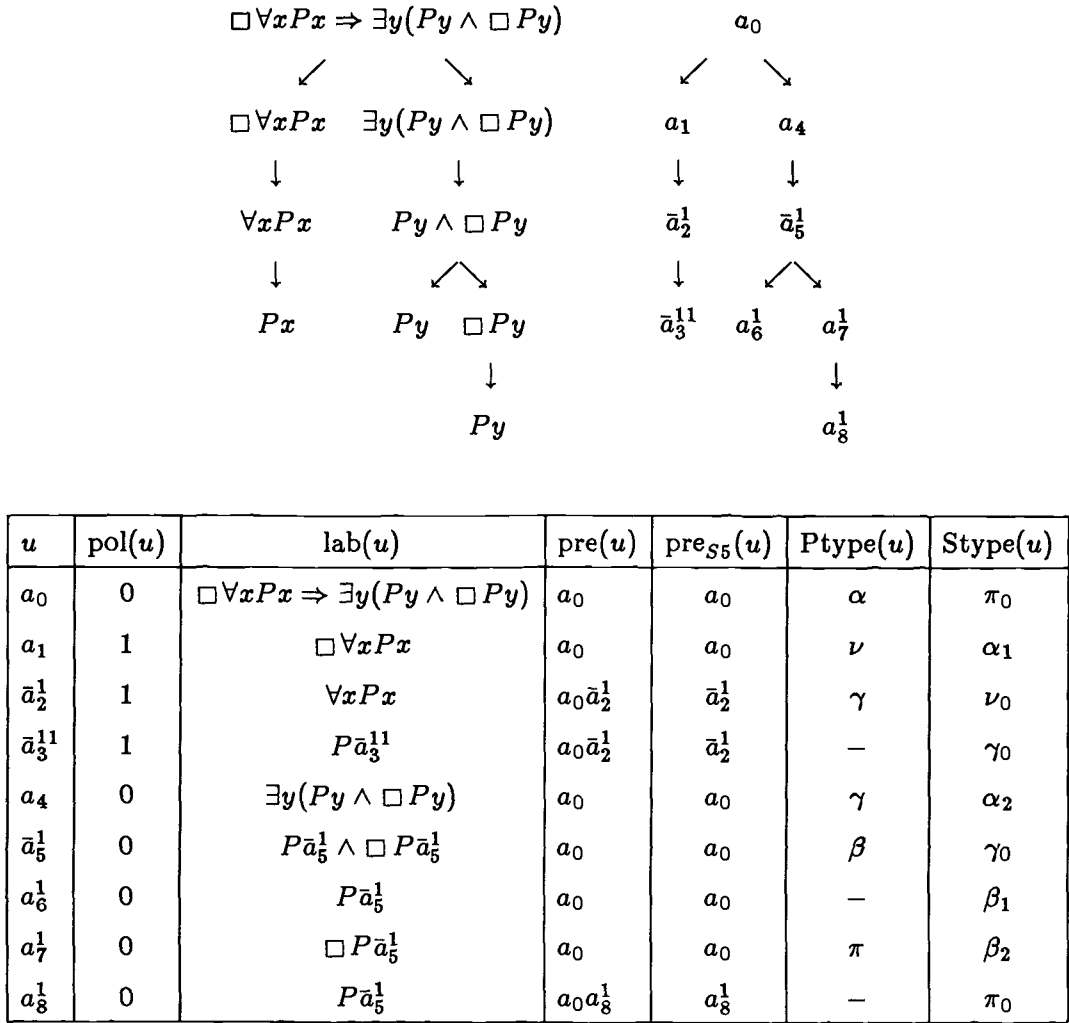 □ ∀xPx ⇒ ∃y(Py ∧ □ Py) a₀
↙ ↘ ↙ ↘
□ ∀xPx ∃y(Py ∧ □ Py) a₁ a₄
↓ ↓ ↓ ↓
∀xPx Py ∧ □ Py ā₂¹ ā₅¹
↓ ↙ ↘ ↓ ↙ ↘
Px Py □ Py ā₃¹¹ a₆¹ a₇¹
↓ ↓
Py a₈¹
u pol(u) lab(u) pre(u) pre_{S5}(u) Ptype(u) Stype(u)
a₀ 0 □ ∀xPx ⇒ ∃y(Py ∧ □ Py) a₀ a₀ α π₀
a₁ 1 □ ∀xPx a₀ a₀ ν α₁
ā₂¹ 1 ∀xPx a₀ā₂¹ ā₂¹ γ ν₀
ā₃¹¹ 1 Pā₃¹¹ a₀ā₂¹ ā₂¹ − γ₀
a₄ 0 ∃y(Py ∧ □ Py) a₀ a₀ γ α₂
ā₅¹ 0 Pā₅¹ ∧ □ Pā₅¹ a₀ a₀ β γ₀
a₆¹ 0 Pā₅¹ a₀ a₀ − β₁
a₇¹ 0 □ Pā₅¹ a₀ a₀ π β₂
a₈¹ 0 Pā₅¹ a₀a₈¹ a₈¹ − π₀